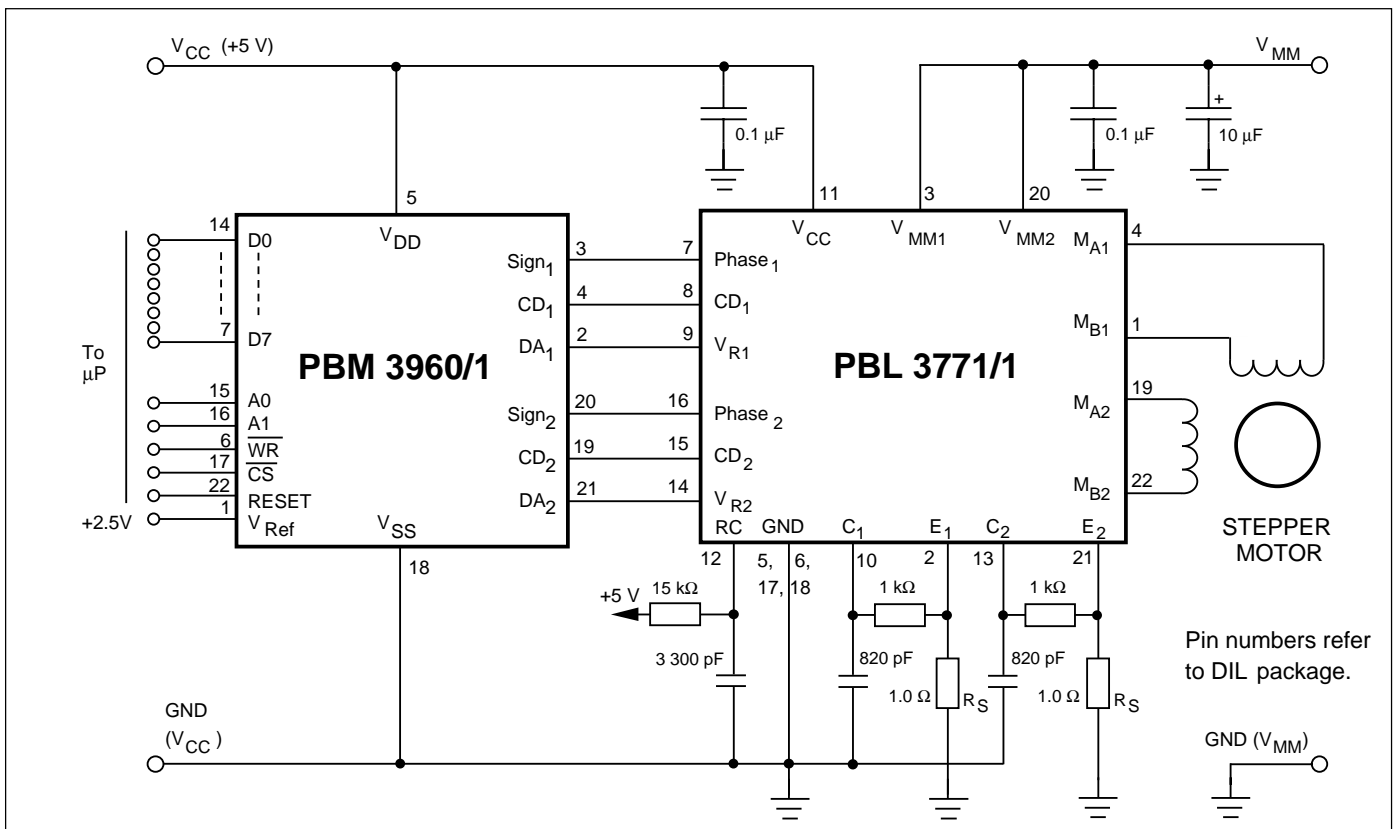 V_CC (+5 V)
V_MM
0.1 µF
0.1 µF
+
10 µF
5
11
3
20
14
D0
V_DD
Sign_1
3
7
Phase_1
V_CC
V_MM1
V_MM2
M_A1
4
CD_1
4
8
CD_1
7
D7
DA_1
2
9
V_R1
M_B1
1
To
µP
PBM 3960/1
PBL 3771/1
15
A0
16
A1
6
WR
17
CS
22
RESET
+2.5V
1
V_Ref
Sign_2
20
16
Phase_2
M_A2
19
CD_2
19
15
CD_2
DA_2
21
14
V_R2
M_B2
22
V_SS
18
RC
GND
C_1
E_1
C_2
E_2
12
5,
6,
17, 18
10
2
13
21
STEPPER
MOTOR
+5 V
15 kΩ
1 kΩ
1 kΩ
3 300 pF
820 pF
820 pF
1.0 Ω
R_S
1.0 Ω
R_S
Pin numbers refer
to DIL package.
GND
(V_CC )
GND (V_MM)